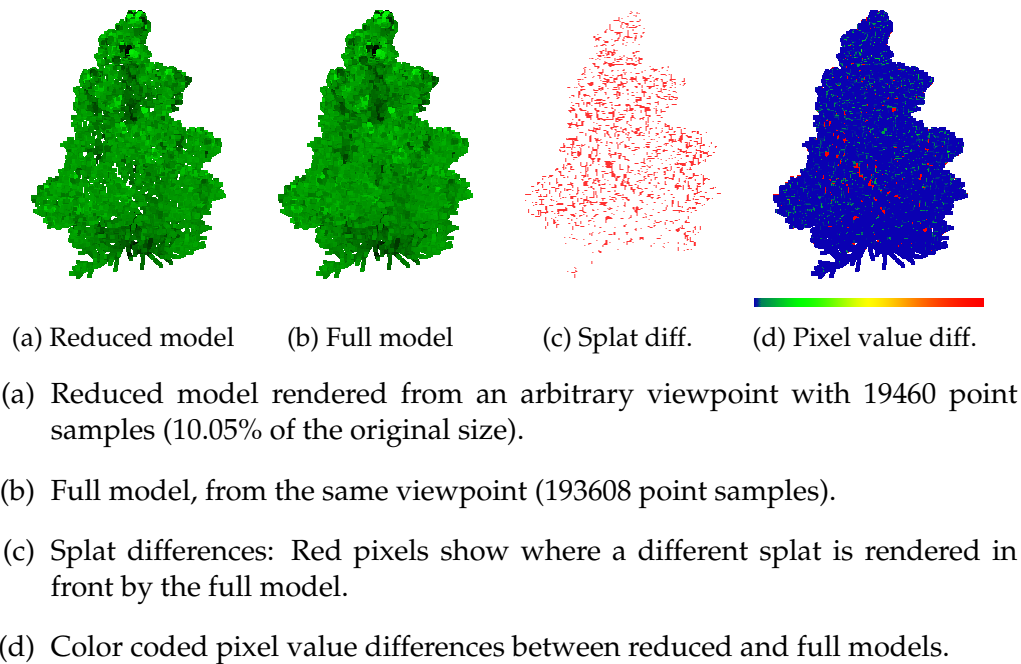 (a) Reduced model
(b) Full model
(c) Splat diff.
(d) Pixel value diff.
(a) Reduced model rendered from an arbitrary viewpoint with 19460 point
samples (10.05% of the original size).
(b) Full model, from the same viewpoint (193608 point samples).
(c) Splat differences: Red pixels show where a different splat is rendered in
front by the full model.
(d) Color coded pixel value differences between reduced and full models.